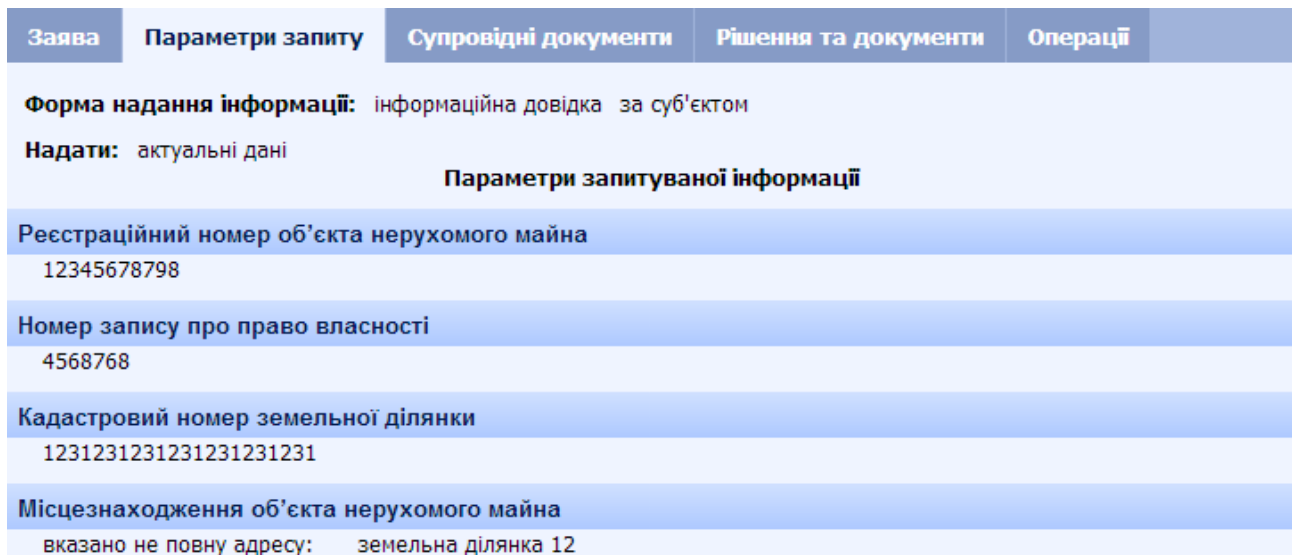 Заява Параметри запиту Супровідні документи Рішення та документи Операції
Форма надання інформації: інформаційна довідка за суб'єктом
Надати: актуальні дані
Параметри запитуваної інформації
Реєстраційний номер об’єкта нерухомого майна
12345678798
Номер запису про право власності
4568768
Кадастровий номер земельної ділянки
1231231231231231231231
Місцезнаходження об’єкта нерухомого майна
вказано не повну адресу: земельна ділянка 12